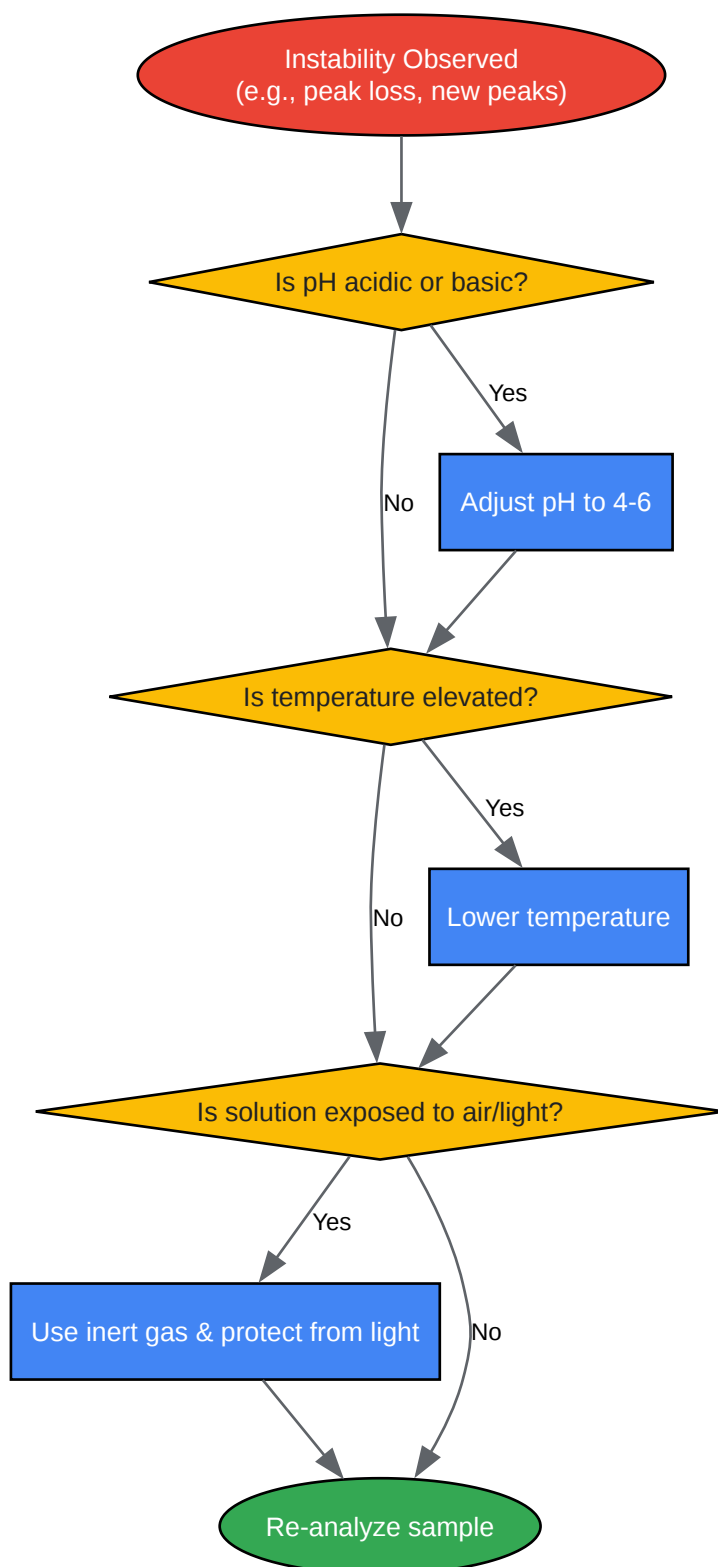 Instability Observed
(e.g., peak loss, new peaks)
Is pH acidic or basic?
Yes
No
Adjust pH to 4-6
Is temperature elevated?
Yes
No
Lower temperature
Is solution exposed to air/light?
Yes
Use inert gas & protect from light
No
Re-analyze sample